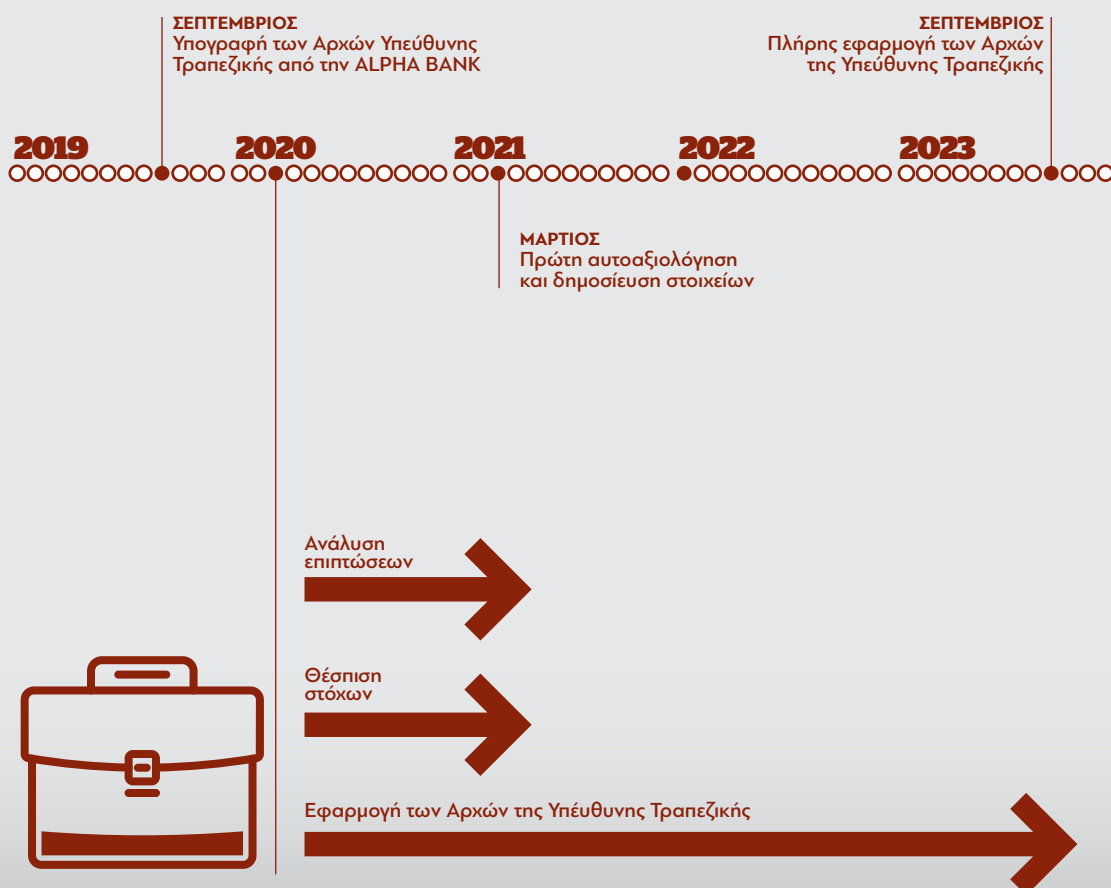 ΣΕΠΤΕΜΒΡΙΟΣ
Υπογραφή των Αρχών Υπεύθυνης
Τραπεζικής από την ALPHA BANK
ΣΕΠΤΕΜΒΡΙΟΣ
Πλήρης εφαρμογή των Αρχών
της Υπεύθυνης Τραπεζικής
2019
2020
2021
2022
2023
ΜΑΡΤΙΟΣ
Πρώτη αυτοαξιολόγηση
και δημοσίευση στοιχείων
Ανάλυση
επιπτώσεων
Θέσπιση
στόχων
Εφαρμογή των Αρχών της Υπέυθυνης Τραπεζικής